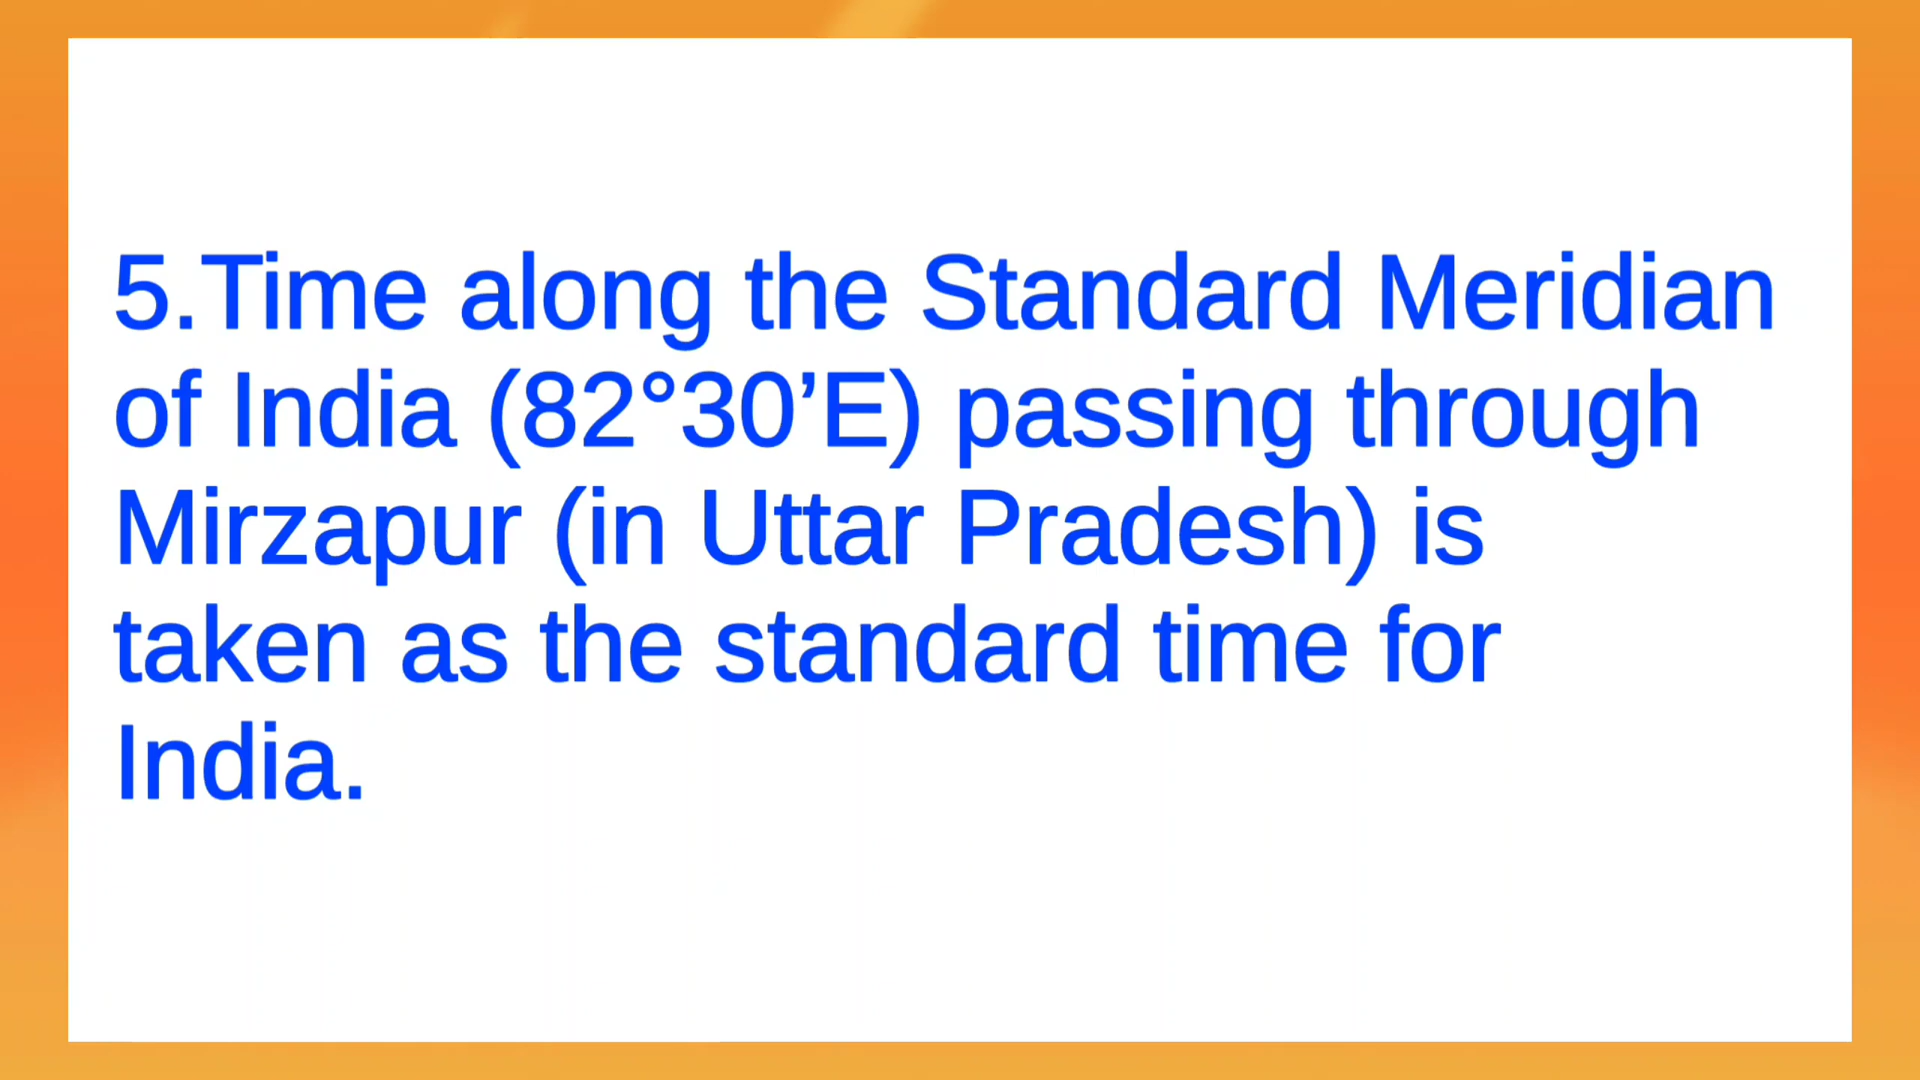 5.Time along the Standard Meridian
of India (82°30’E) passing through
Mirzapur (in Uttar Pradesh) is
taken as the standard time for
India.